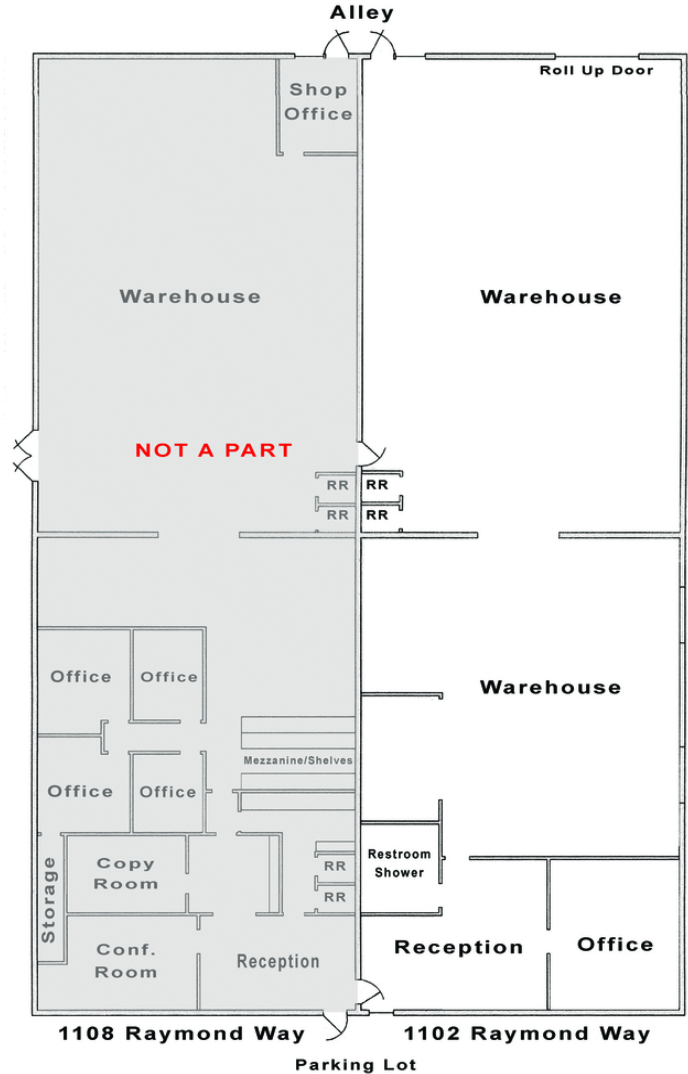 Alley
Roll Up Door
Shop
Office
Warehouse
Warehouse
NOT A PART
RR
RR
RR
RR
Office
Office
Warehouse
Mezzanine/Shelves
Office
Office
Copy
Room
RR
RR
Restroom
Shower
Storage
Conf.
Room
Reception
Reception
Office
1108 Raymond Way
1102 Raymond Way
Parking Lot